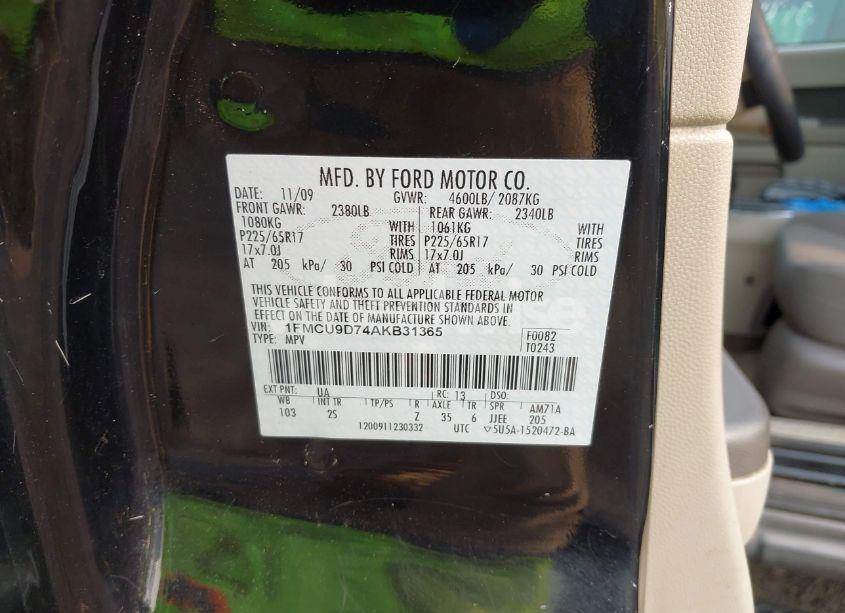 MFD. BY FORD MOTOR CO.
DATE: 11/09 GVWR: 4600LB/ 2087KG
FRONT GAWR: 2380LB REAR GAWR: 2340LB
1080KG WITH 1061KG WITH
P225/65R17 TIRES P225/65R17 TIRES
17x7.0J RIMS 17x7.0J RIMS
AT 205 kPa/ 30 PSI COLD AT 205 kPa/ 30 PSI COLD
THIS VEHICLE CONFORMS TO ALL APPLICABLE FEDERAL MOTOR
VEHICLE SAFETY AND THEFT PREVENTION STANDARDS IN
EFFECT ON THE DATE OF MANUFACTURE SHOWN ABOVE.
VIN: 1FMCU9D74AKB31365 F0082
TYPE: MPV T0243
EXT PNT: UA RC: 13 DSO:
WB INT TR TP/PS R AXLE TR SPR AM71A
103 2S Z 35 6 JJEE 205
1200911230332 UTC 5U5A-1520472-BA